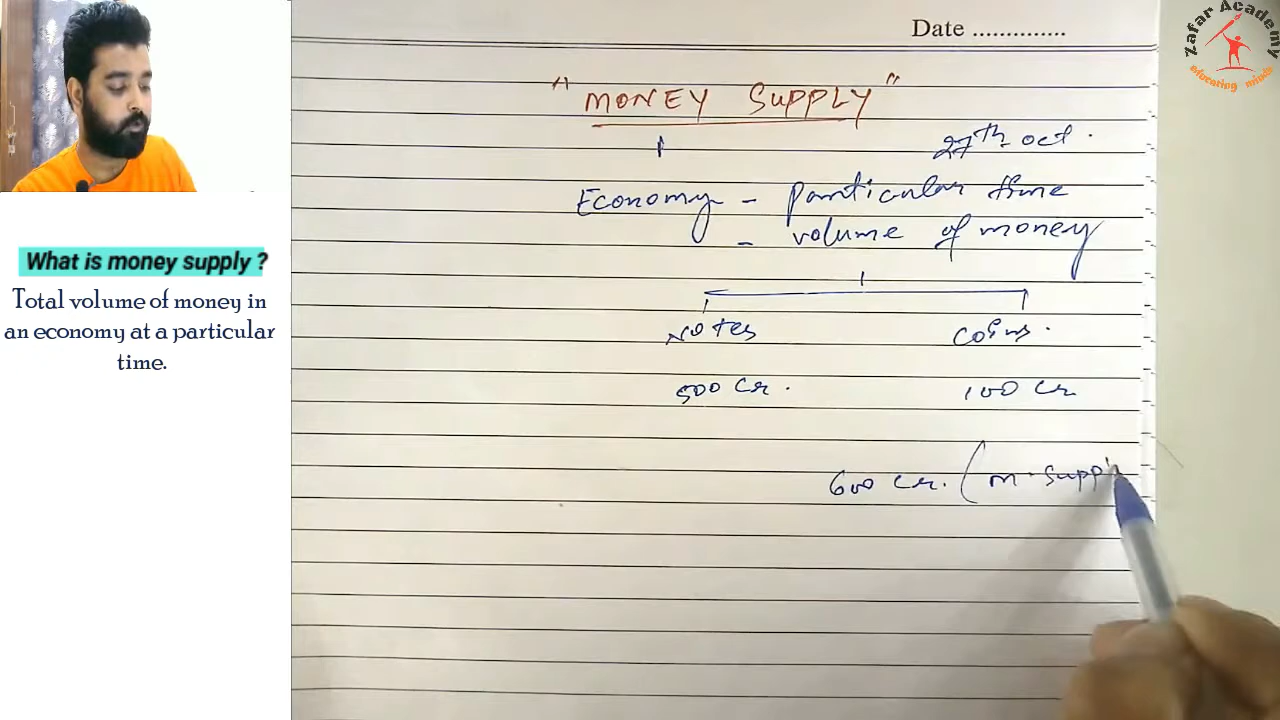 Date ..............
Zafar Academy
educating minds
" MONEY SUPPLY "
27th oct.
Economy - Particular time
- volume of money
Notes Coins.
500 Cr. 100 Cr
600 Cr. ( m. Suppl
What is money supply ?
Total volume of money in
an economy at a particular
time.